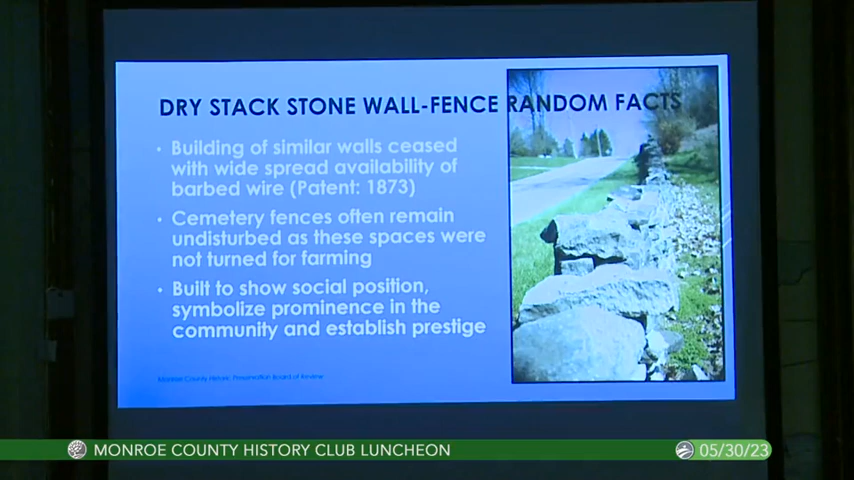 DRY STACK STONE WALL-FENCE RANDOM FACTS
• Building of similar walls ceased
with wide spread availability of
barbed wire (Patent: 1873)
• Cemetery fences often remain
undisturbed as these spaces were
not turned for farming
• Built to show social position,
symbolize prominence in the
community and establish prestige
Monroe County Historic Preservation Board of Review
MONROE COUNTY HISTORY CLUB LUNCHEON
05/30/23